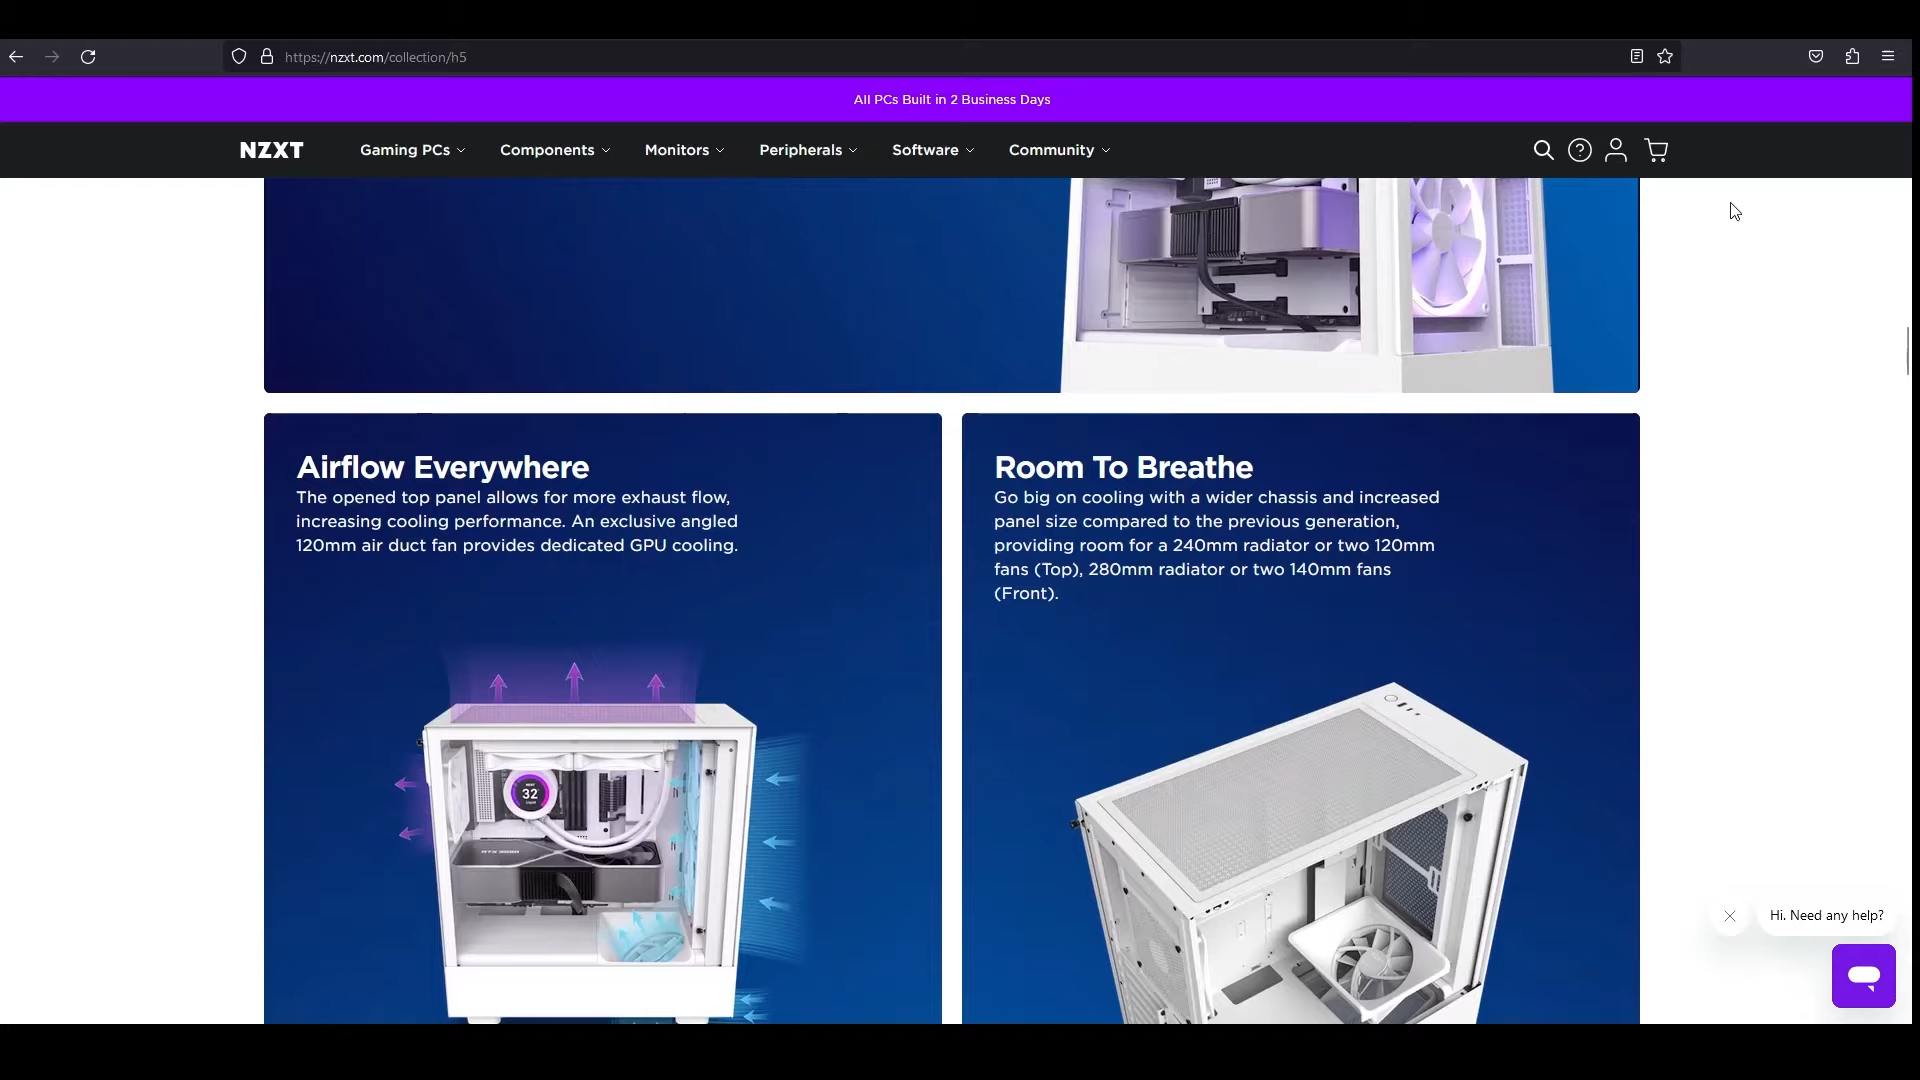 https://nzxt.com/collection/h5
All PCs Built in 2 Business Days
NZXT
Gaming PCs
Components
Monitors
Peripherals
Software
Community
Airflow Everywhere
The opened top panel allows for more exhaust flow,
increasing cooling performance. An exclusive angled
120mm air duct fan provides dedicated GPU cooling.
Room To Breathe
Go big on cooling with a wider chassis and increased
panel size compared to the previous generation,
providing room for a 240mm radiator or two 120mm
fans (Top), 280mm radiator or two 140mm fans
(Front).
32
Hi. Need any help?